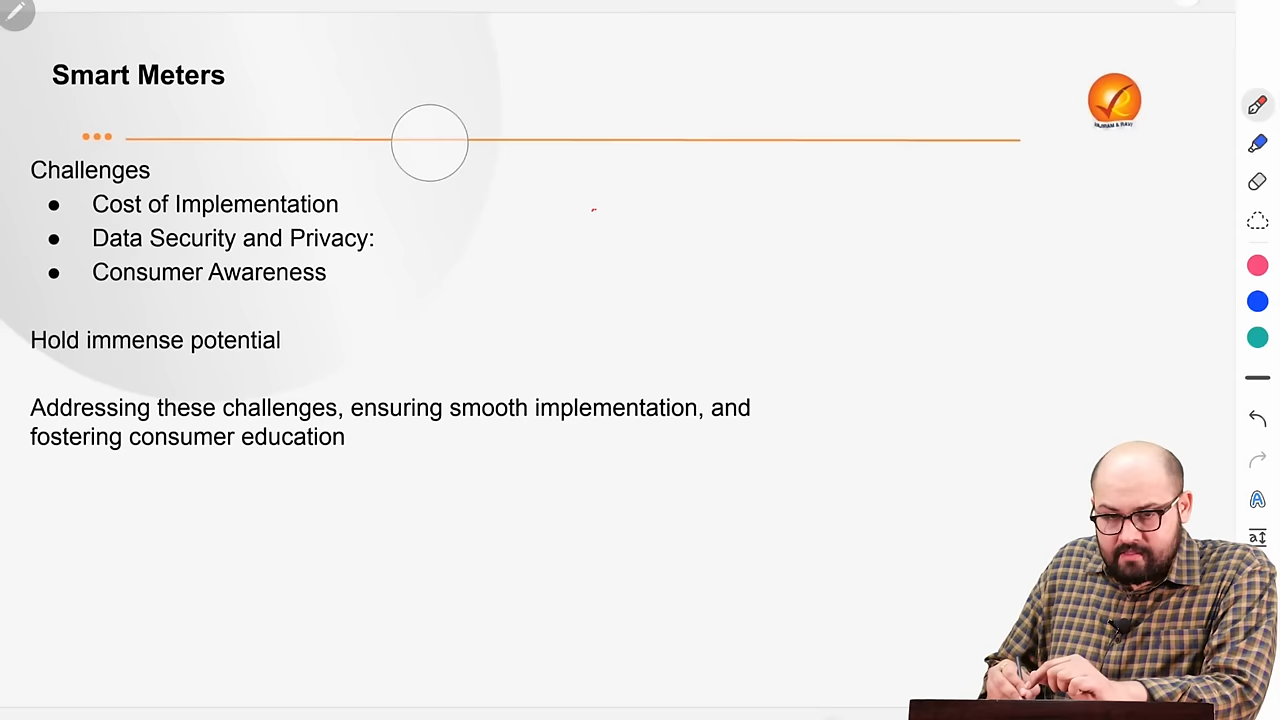 Smart Meters
Challenges
● Cost of Implementation
● Data Security and Privacy:
● Consumer Awareness
Hold immense potential
Addressing these challenges, ensuring smooth implementation, and
fostering consumer education